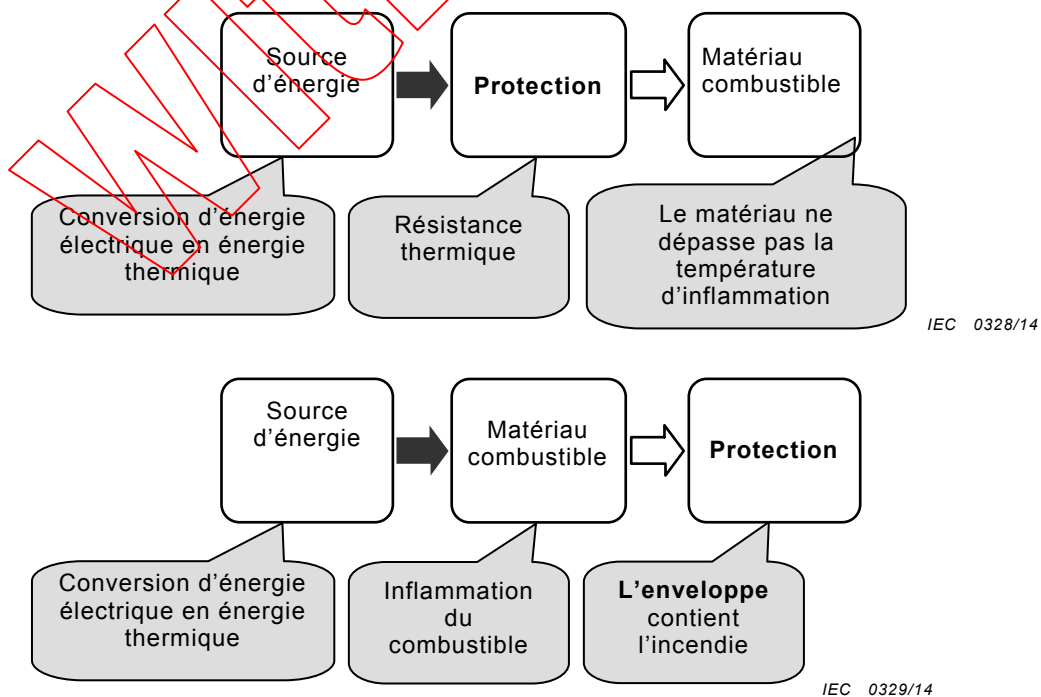 Source
d’énergie
Protection
Matériau
combustible
Conversion d’énergie
électrique en énergie
thermique
Résistance
thermique
Le matériau ne
dépasse pas la
température
d’inflammation
IEC 0328/14
Source
d’énergie
Matériau
combustible
Protection
Conversion d’énergie
électrique en énergie
thermique
Inflammation
du
combustible
L’enveloppe
contient
l’incendie
IEC 0329/14